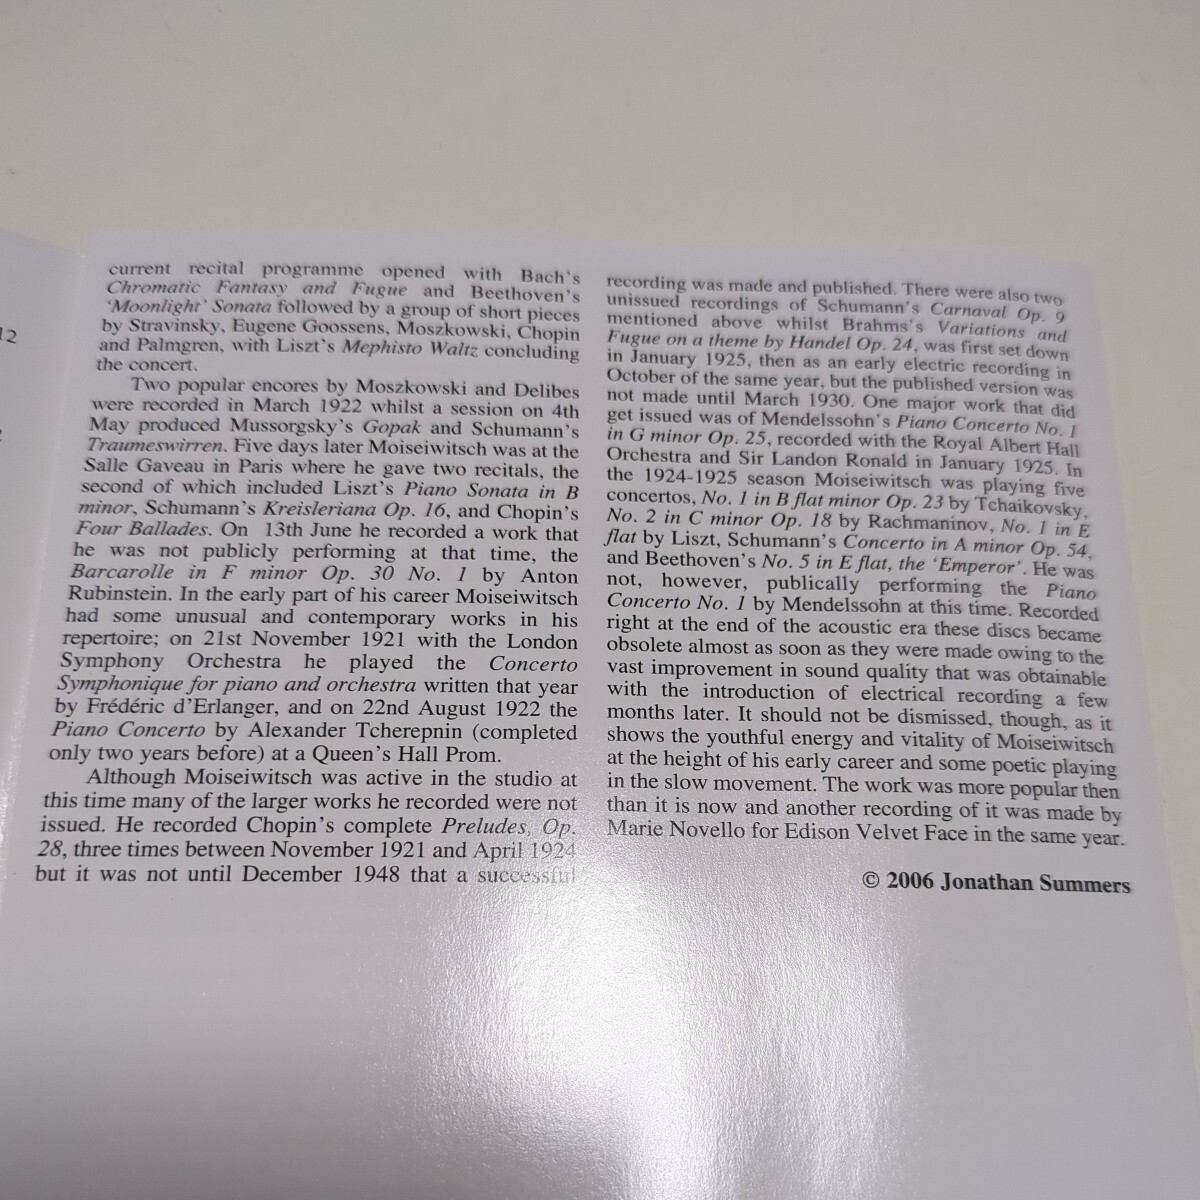 12
current recital programme opened with Bach's
Chromatic Fantasy and Fugue and Beethoven's
'Moonlight' Sonata followed by a group of short pieces
by Stravinsky, Eugene Goossens, Moszkowski, Chopin
and Palmgren, with Liszt's Mephisto Waltz concluding
the concert.
Two popular encores by Moszkowski and Delibes
were recorded in March 1922 whilst a session on 4th
May produced Mussorgsky's Gopak and Schumann's
Traumeswirren. Five days later Moiseiwitsch was at the
Salle Gaveau in Paris where he gave two recitals, the
second of which included Liszt's Piano Sonata in B
minor, Schumann's Kreisleriana Op. 16, and Chopin's
Four Ballades. On 13th June he recorded a work that
he was not publicly performing at that time, the
Barcarolle in F minor Op. 30 No. 1 by Anton
Rubinstein. In the early part of his career Moiseiwitsch
had some unusual and contemporary works in his
repertoire; on 21st November 1921 with the London
Symphony Orchestra he played the Concerto
Symphonique for piano and orchestra written that year
by Frédéric d'Erlanger, and on 22nd August 1922 the
Piano Concerto by Alexander Tcherepnin (completed
only two years before) at a Queen's Hall Prom.
Although Moiseiwitsch was active in the studio at
this time many of the larger works he recorded were not
issued. He recorded Chopin's complete Preludes, Op.
28, three times between November 1921 and April 1924
but it was not until December 1948 that a successful
recording was made and published. There were also two
unissued recordings of Schumann's Carnaval Op. 9
mentioned above whilst Brahms's Variations and
Fugue on a theme by Handel Op. 24, was first set down
in January 1925, then as an early electric recording in
October of the same year, but the published version was
not made until March 1930. One major work that did
get issued was of Mendelssohn's Piano Concerto No. 1
in G minor Op. 25, recorded with the Royal Albert Hall
Orchestra and Sir Landon Ronald in January 1925. In
the 1924-1925 season Moiseiwitsch was playing five
concertos, No. 1 in B flat minor Op. 23 by Tchaikovsky,
No. 2 in C minor Op. 18 by Rachmaninov, No. 1 in E
flat by Liszt, Schumann's Concerto in A minor Op. 54,
and Beethoven's No. 5 in E flat, the 'Emperor'. He was
not, however, publically performing the Piano
Concerto No. 1 by Mendelssohn at this time. Recorded
right at the end of the acoustic era these discs became
obsolete almost as soon as they were made owing to the
vast improvement in sound quality that was obtainable
with the introduction of electrical recording a few
months later. It should not be dismissed, though, as it
shows the youthful energy and vitality of Moiseiwitsch
at the height of his early career and some poetic playing
in the slow movement. The work was more popular then
than it is now and another recording of it was made by
Marie Novello for Edison Velvet Face in the same year.
© 2006 Jonathan Summers